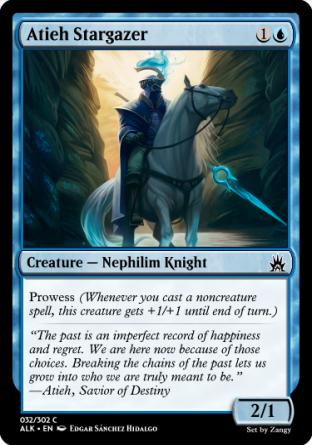 Atieh Stargazer 1
Creature — Nephilim Knight
Prowess (Whenever you cast a noncreature
spell, this creature gets +1/+1 until end of turn.)
“The past is an imperfect record of happiness
and regret. We are here now because of those
choices. Breaking the chains of the past lets us
grow into who we are truly meant to be.”
—Atieh, Savior of Destiny
2/1
032/302 C
ALK • EN Edgar Sánchez Hidalgo
Set by Zangy